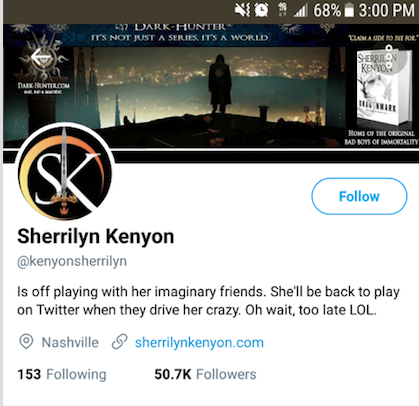 68% 3:00 PM
DARK-HUNTER
IT'S NOT JUST A SERIES, IT'S A WORLD
"CLAIM A SIDE TO DIE FOR."
DARK-HUNTER.COM
SHERRILYN
KENYON
DRAGONMARK
HOME OF THE ORIGINAL
BAD BOYS OF IMMORTALITY
SK
Follow
Sherrilyn Kenyon
@kenyonsherrilyn
Is off playing with her imaginary friends. She'll be back to play
on Twitter when they drive her crazy. Oh wait, too late LOL.
Nashville sherrilynkenyon.com
153 Following 50.7K Followers